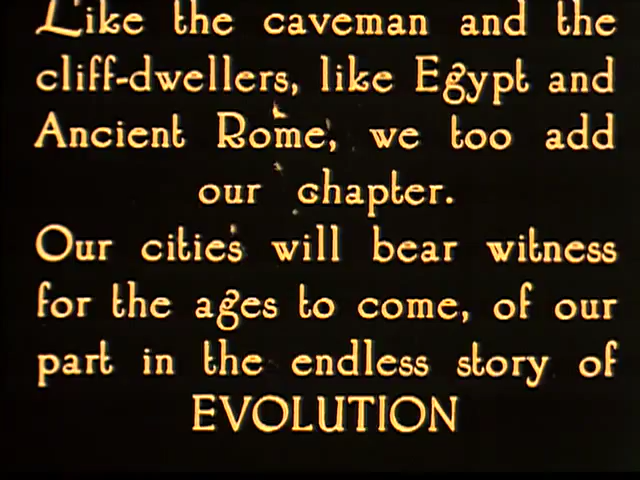 Like the caveman and the
cliff-dwellers, like Egypt and
Ancient Rome, we too add
our chapter.
Our cities will bear witness
for the ages to come, of our
part in the endless story of
EVOLUTION